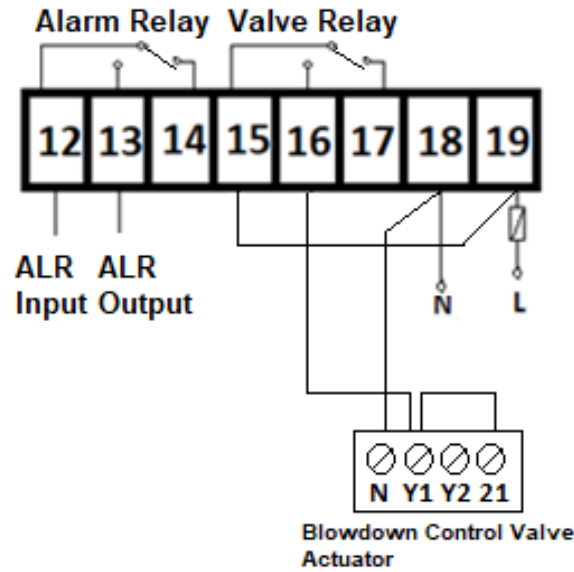 Alarm Relay Valve Relay
12 13 14 15 16 17 18 19
ALR ALR
Input Output
N L
N Y1 Y2 21
Blowdown Control Valve
Actuator